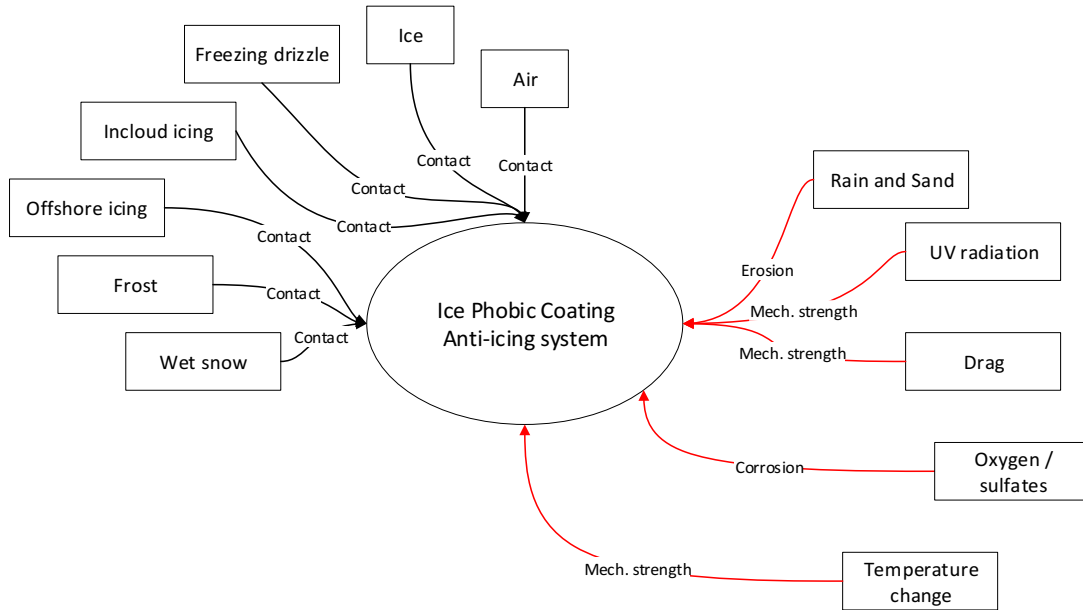 Ice
Freezing drizzle
Air
Incloud icing
Contact
Contact
Contact
Rain and Sand
Offshore icing
Contact
Contact
UV radiation
Erosion
Frost
Contact
Mech. strength
Ice Phobic Coating
Anti-icing system
Contact
Wet snow
Mech. strength
Drag
Corrosion
Oxygen /
sulfates
Mech. strength
Temperature
change